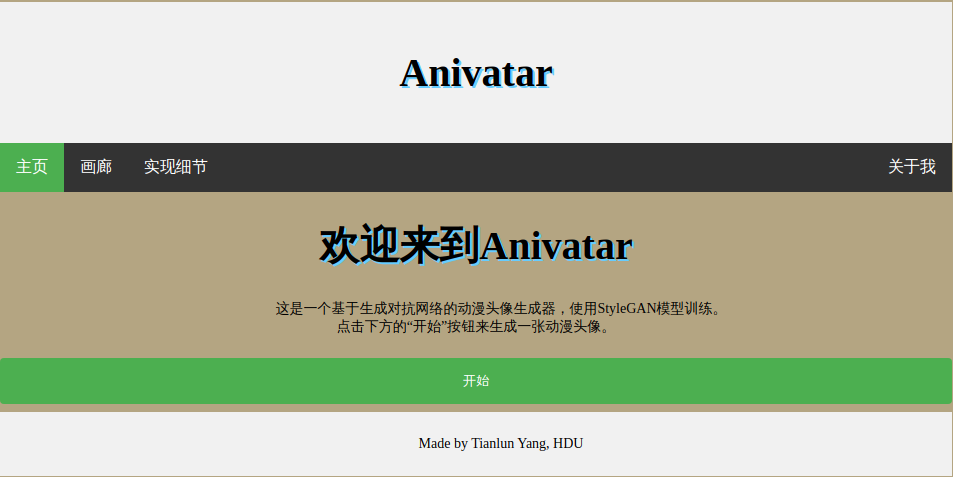 Anivatar
主页 画廊 实现细节 关于我
欢迎来到Anivatar
这是一个基于生成对抗网络的动漫头像生成器，使用StyleGAN模型训练。
点击下方的“开始”按钮来生成一张动漫头像。
开始
Made by Tianlun Yang, HDU